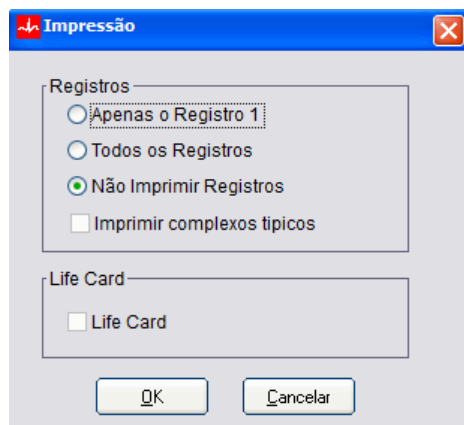 Impressão
Registros
Apenas o Registro 1
Todos os Registros
Não Imprimir Registros
Imprimir complexos tipicos
Life Card
Life Card
OK
Cancelar